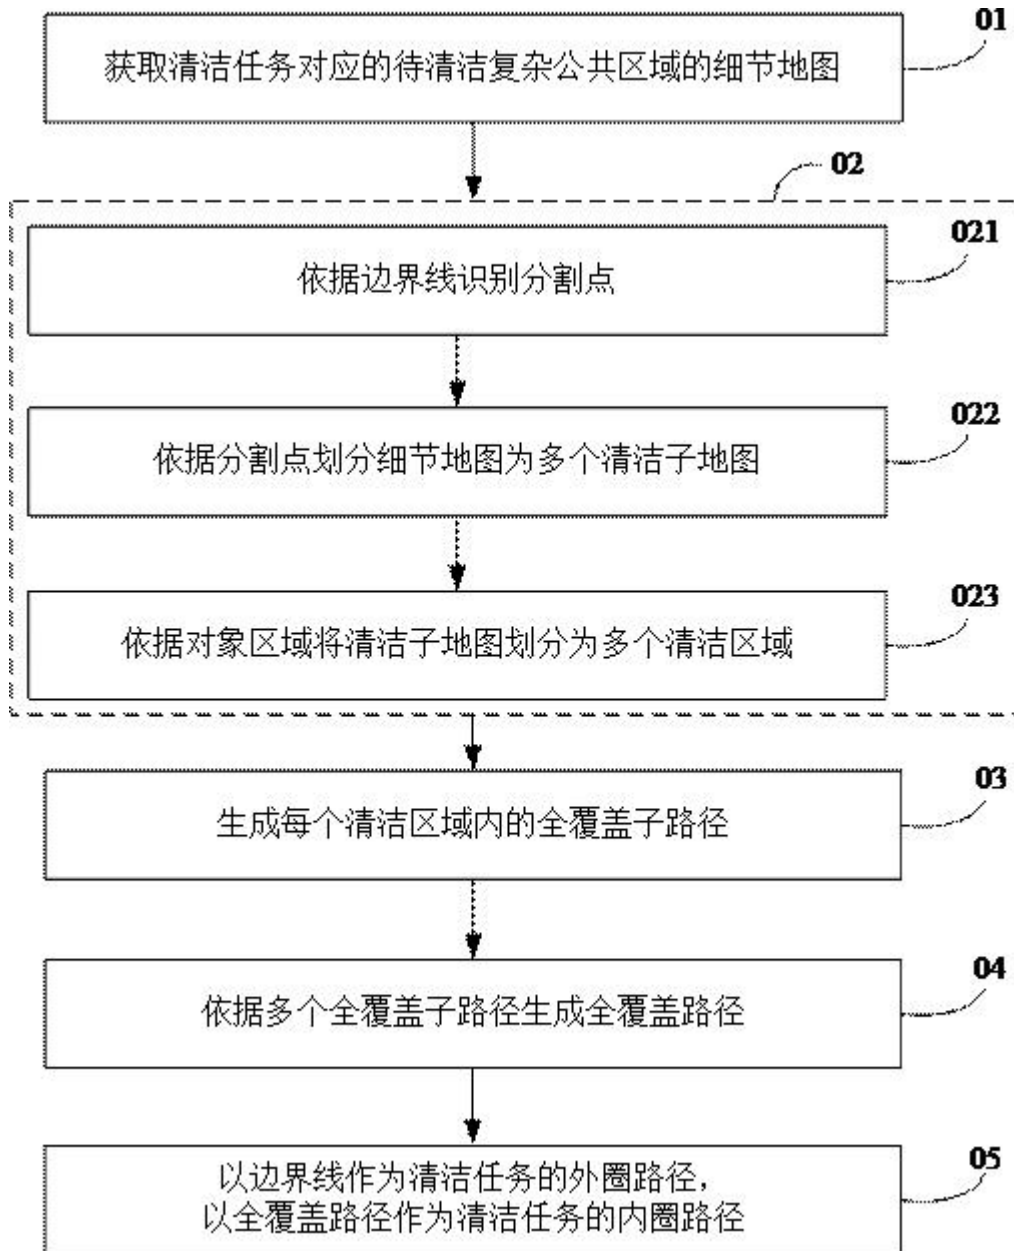 01
获取清洁任务对应的待清洁复杂公共区域的细节地图
02
021
依据边界线识别分割点
022
依据分割点划分细节地图为多个清洁子地图
023
依据对象区域将清洁子地图划分为多个清洁区域
03
生成每个清洁区域内的全覆盖子路径
04
依据多个全覆盖子路径生成全覆盖路径
05
以边界线作为清洁任务的外圈路径，
以全覆盖路径作为清洁任务的内圈路径